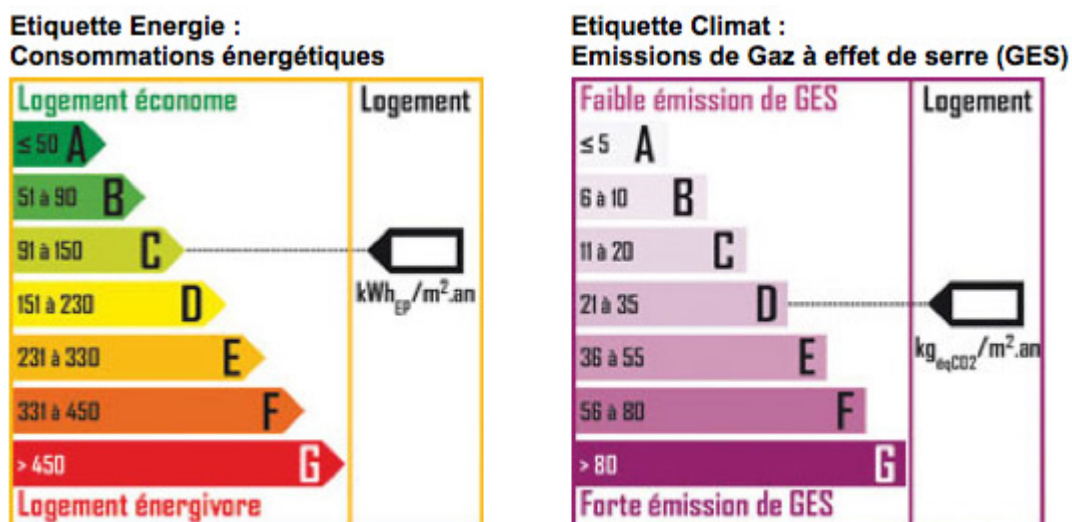 Etiquette Energie :
Consommations énergétiques
Logement économe
Logement
≤ 50 A
51 à 90 B
91 à 150 C
151 à 230 D
231 à 330 E
331 à 450 F
> 450 G
kWhEP/m².an
Logement énergivore
Etiquette Climat :
Emissions de Gaz à effet de serre (GES)
Faible émission de GES
Logement
≤ 5 A
6 à 10 B
11 à 20 C
21 à 35 D
36 à 55 E
56 à 80 F
> 80 G
kgéqCO2/m².an
Forte émission de GES